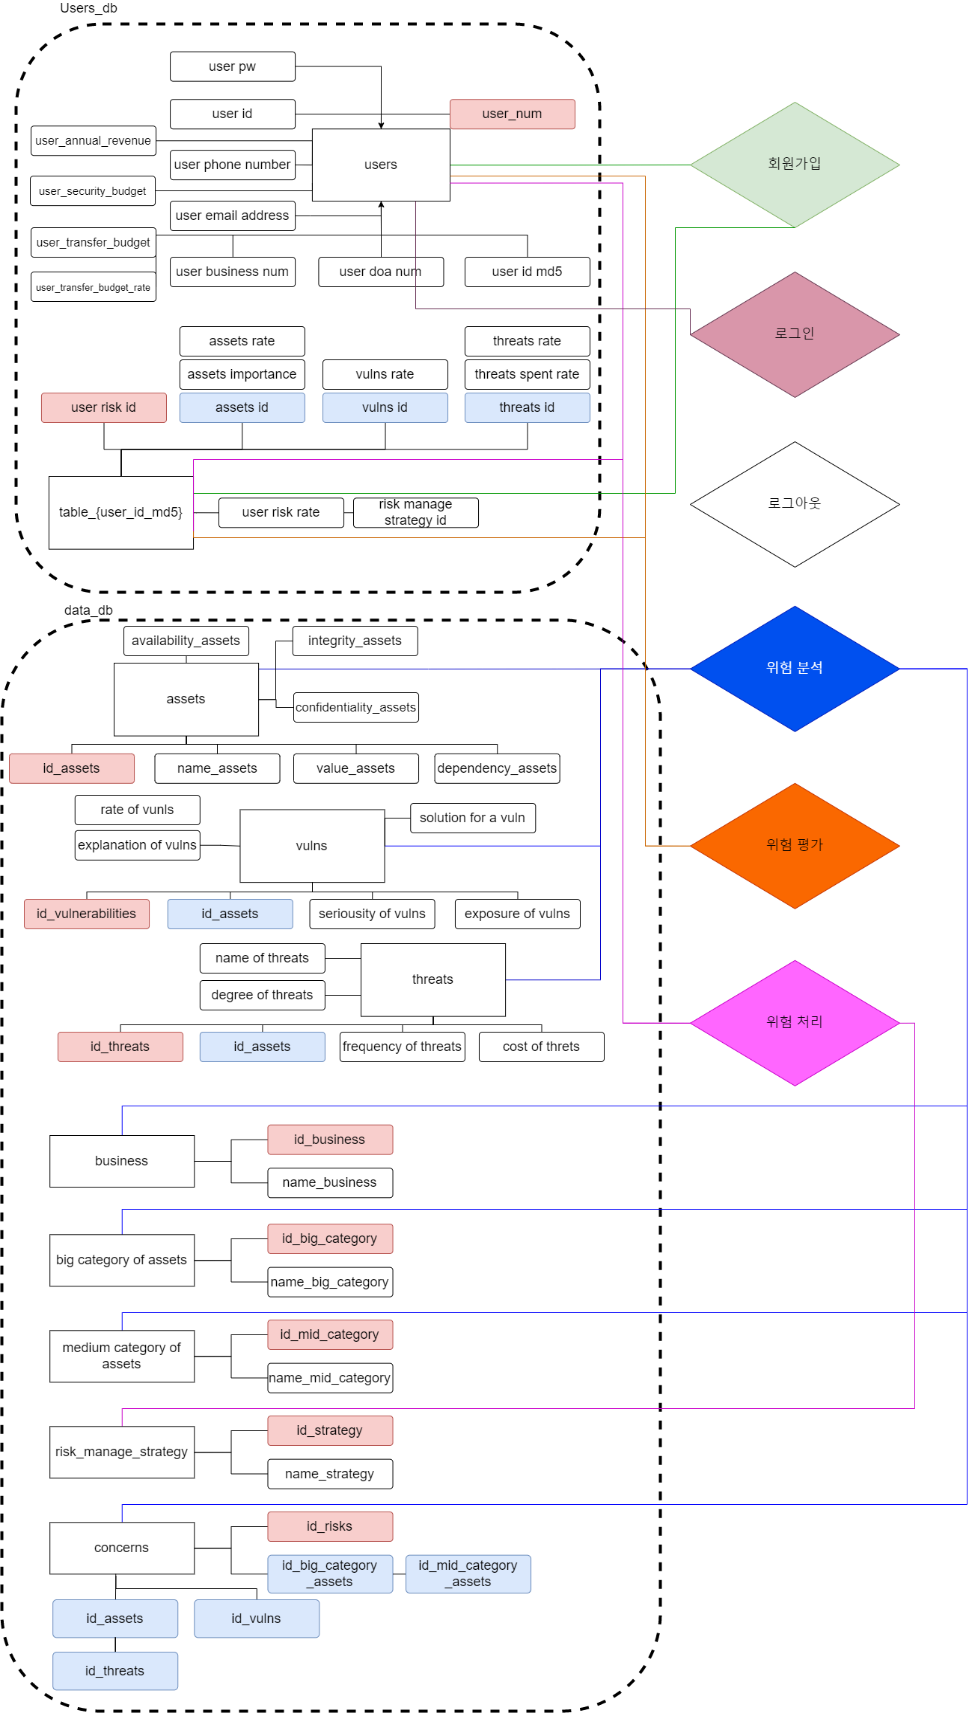 Users_db
user pw
user id
user_num
user_annual_revenue
user phone number
users
회원가입
user_security_budget
user email address
user_transfer_budget
user business num
user doa num
user id md5
user_transfer_budget_rate
로그인
assets rate
threats rate
assets importance
vulns rate
threats spent rate
user risk id
assets id
vulns id
threats id
로그아웃
table_{user_id_md5}
user risk rate
risk manage
strategy id
data_db
availability_assets
integrity_assets
위험 분석
assets
confidentiality_assets
id_assets
name_assets
value_assets
dependency_assets
rate of vunls
solution for a vuln
explanation of vulns
vulns
위험 평가
id_vulnerabilities
id_assets
seriousity of vulns
exposure of vulns
name of threats
threats
degree of threats
위험 처리
id_threats
id_assets
frequency of threats
cost of threts
id_business
business
name_business
id_big_category
big category of assets
name_big_category
id_mid_category
medium category of
assets
name_mid_category
id_strategy
risk_manage_strategy
name_strategy
id_risks
concerns
id_big_category
_assets
id_mid_category
_assets
id_assets
id_vulns
id_threats